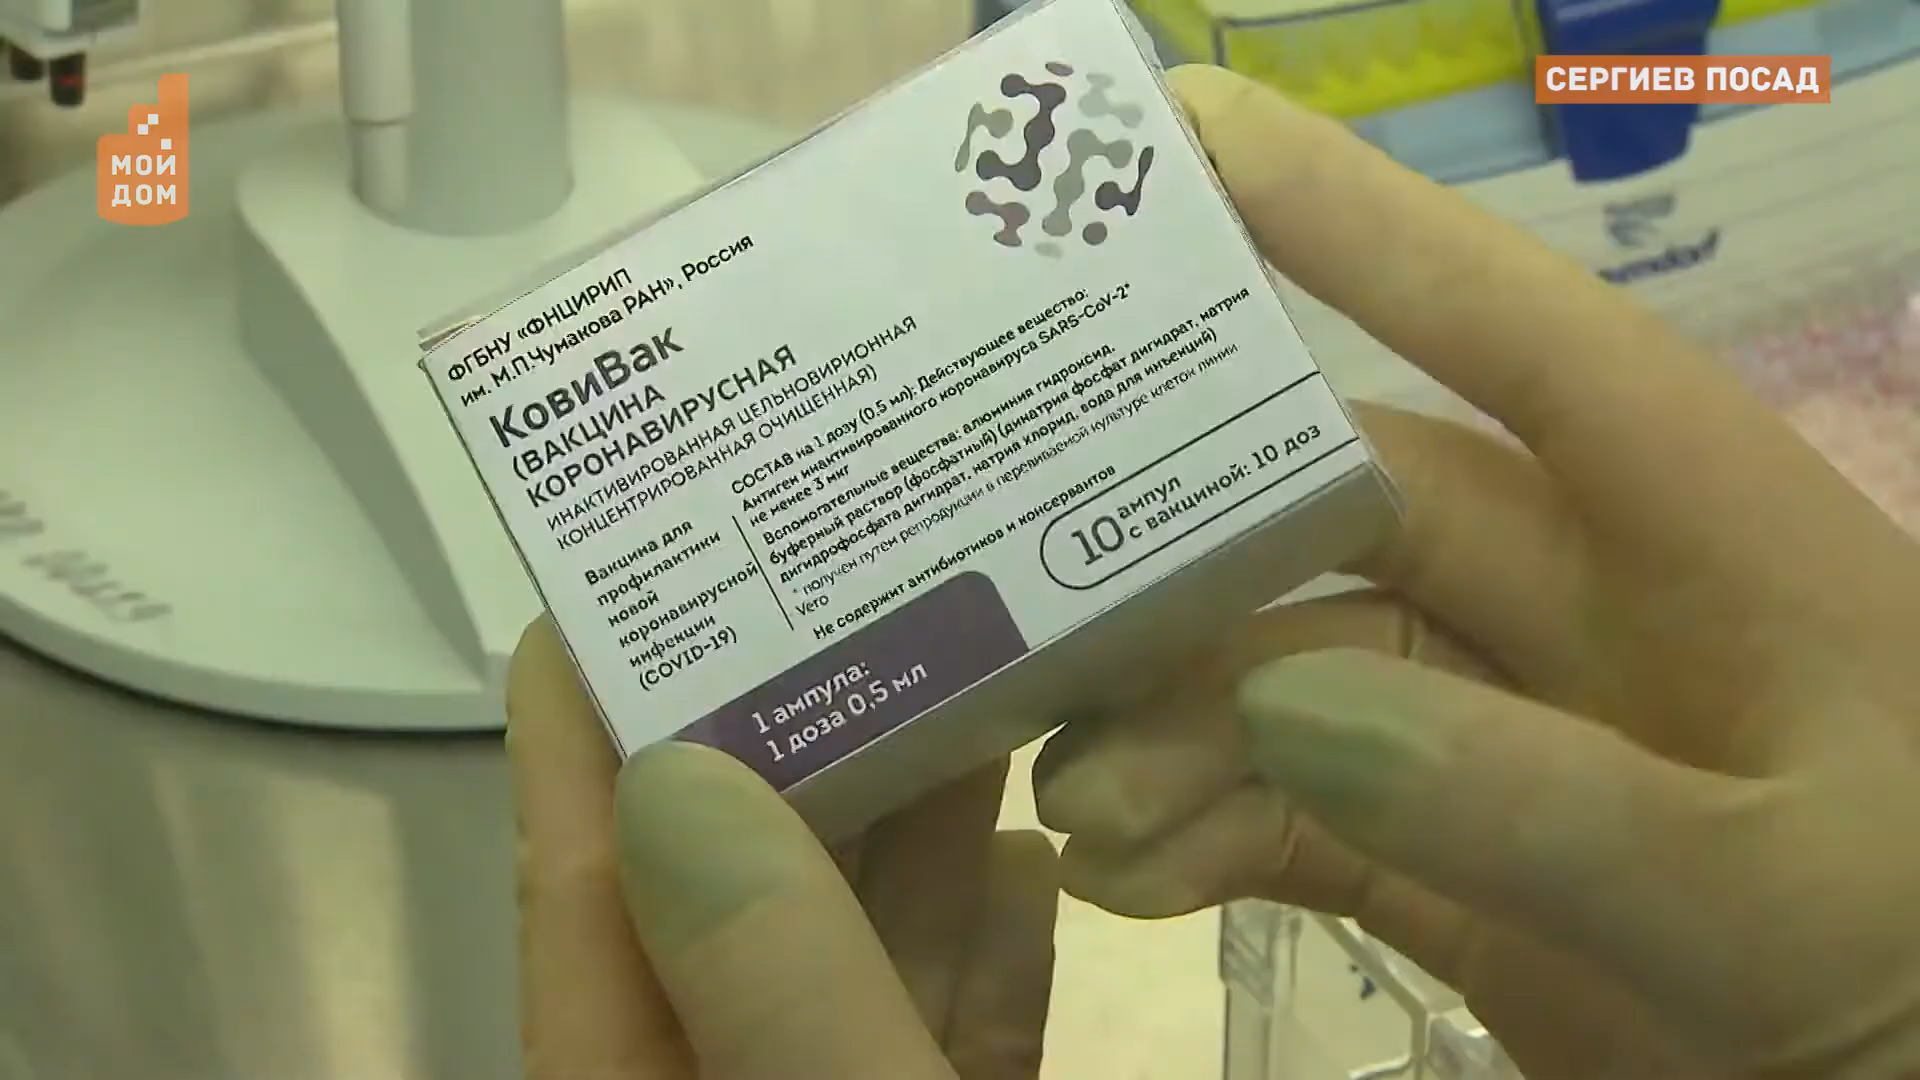 МОЙ
ДОМ
СЕРГИЕВ ПОСАД
ФГБНУ «ФНЦИРИП
им. М.П.Чумакова РАН», Россия
КовиВак
(ВАКЦИНА
КОРОНАВИРУСНАЯ
ИНАКТИВИРОВАННАЯ ЦЕЛЬНОВИРИОННАЯ
КОНЦЕНТРИРОВАННАЯ ОЧИЩЕННАЯ)
Вакцина для
профилактики
новой
коронавирусной
инфекции
(COVID-19)
СОСТАВ на 1 дозу (0,5 мл): Действующее вещество:
Антиген инактивированного коронавируса SARS-CoV-2*
не менее 3 мкг
Вспомогательные вещества: алюминия гидроксид,
буферный раствор (фосфатный) (динатрия фосфат дигидрат, натрия
дигидрофосфата дигидрат, натрия хлорид, вода для инъекций)
* получен путем репродукции в перевиваемой культуре клеток линии
Vero
Не содержит антибиотиков и консервантов
10 ампул
с вакциной: 10 доз
1 ампула:
1 доза 0,5 мл